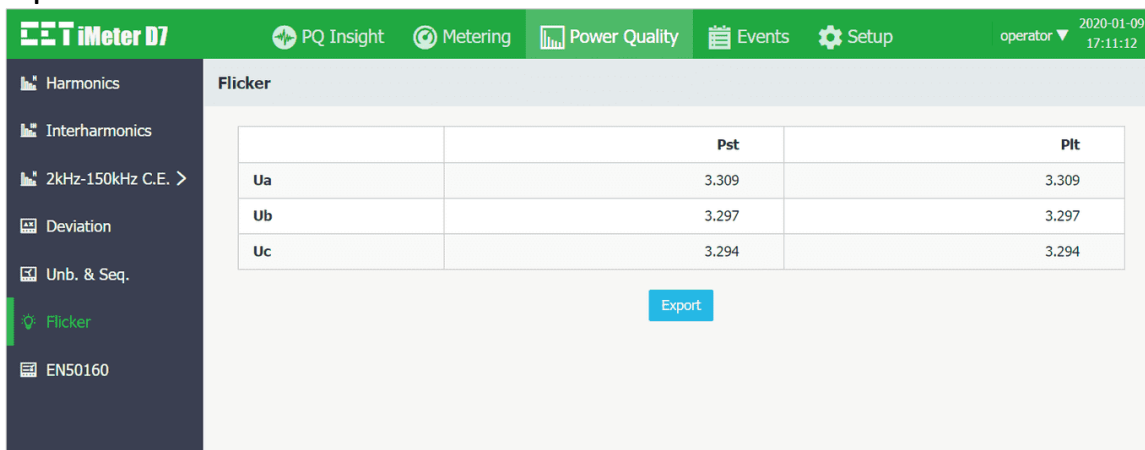 CET iMeter D7
PQ Insight
Metering
Power Quality
Events
Setup
operator ▼
2020-01-09
17:11:12
Harmonics
Interharmonics
2kHz-150kHz C.E. >
Deviation
Unb. & Seq.
Flicker
EN50160
Flicker
Pst Plt
Ua 3.309 3.309
Ub 3.297 3.297
Uc 3.294 3.294
Export